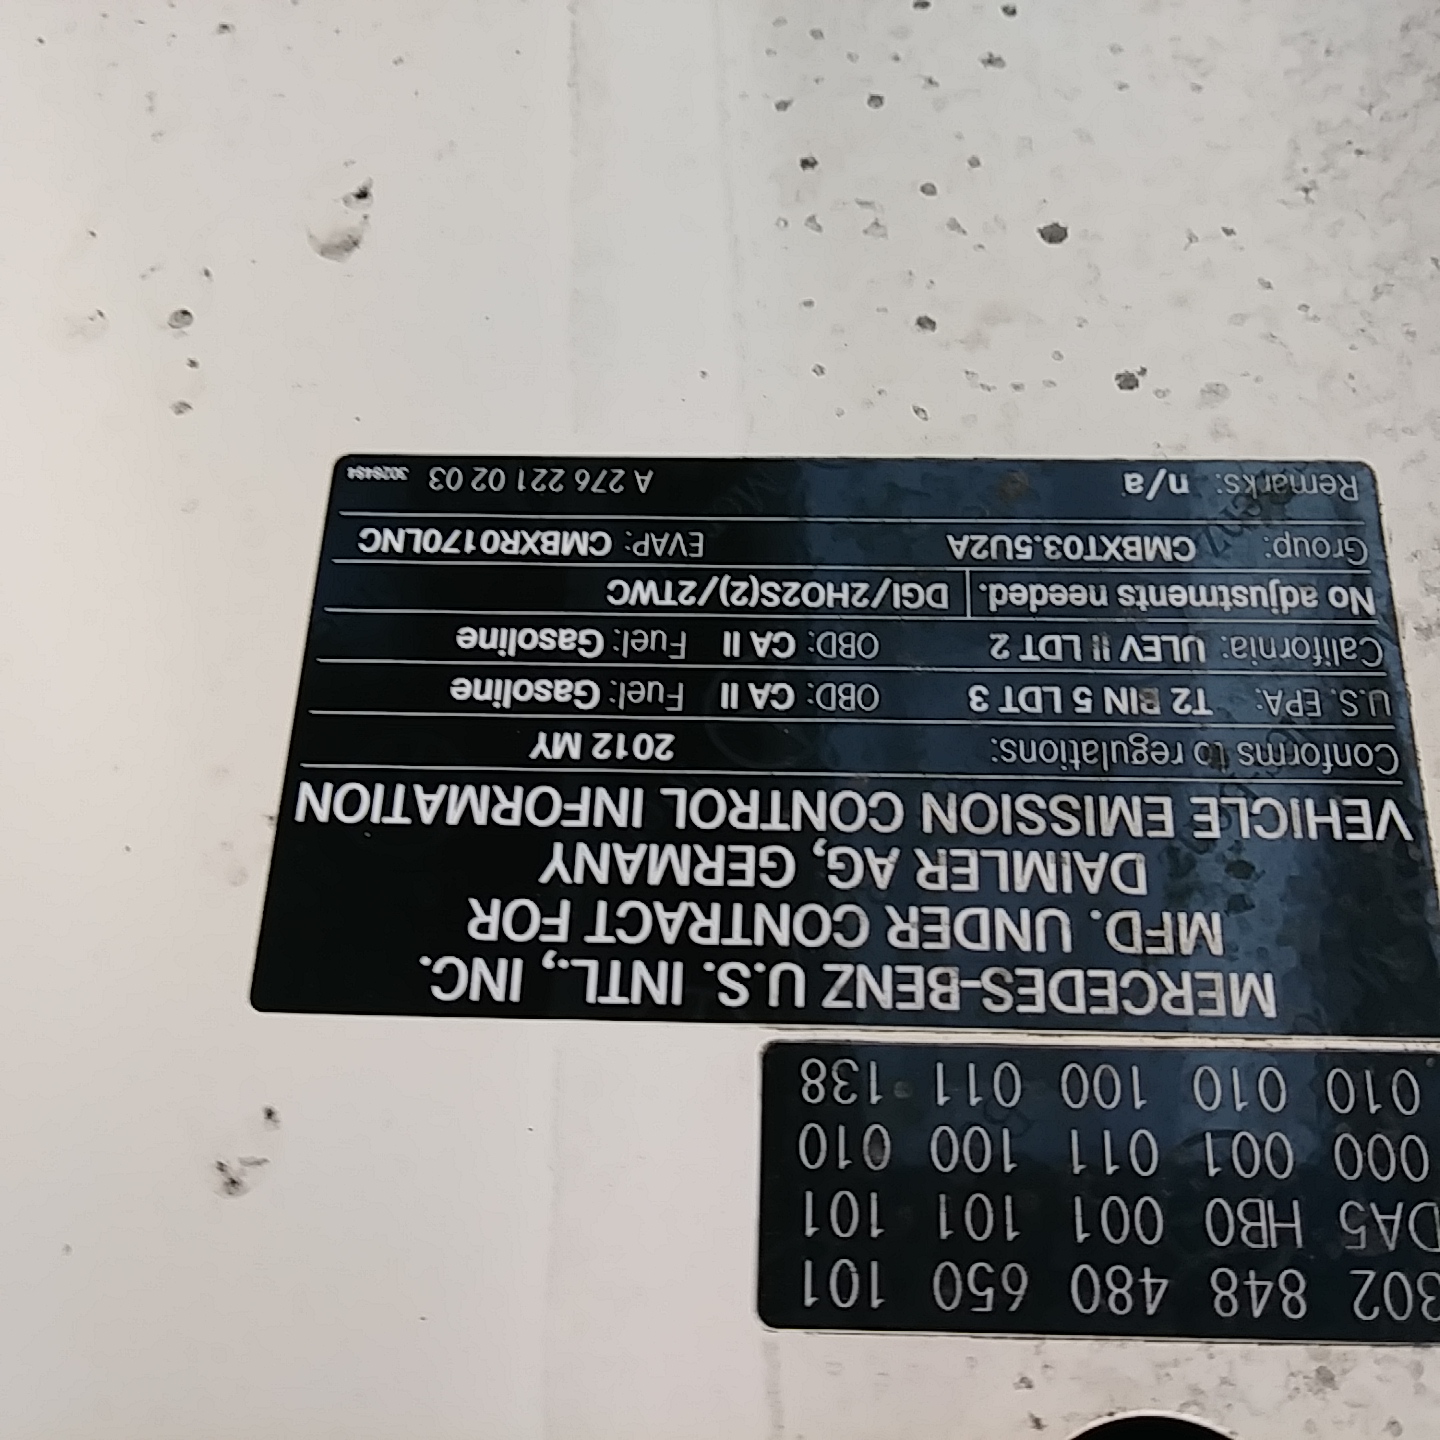 302 848 480 650 101
DA5 HB0 001 101 101
000 001 011 100 010
010 010 100 011 138
MERCEDES-BENZ U.S. INTL., INC.
MFD. UNDER CONTRACT FOR
DAIMLER AG, GERMANY
VEHICLE EMISSION CONTROL INFORMATION
Conforms to regulations: 2012 MY
U.S. EPA: T2 BIN 5 LDT 3 OBD: CA II Fuel: Gasoline
California: ULEV II LDT 2 OBD: CA II Fuel: Gasoline
No adjustments needed. DGI/2HO2S(2)/2TWC
Group: CMBXT03.5U2A EVAP: CMBXR0170LNC
Remarks: n/a A 276 221 02 03